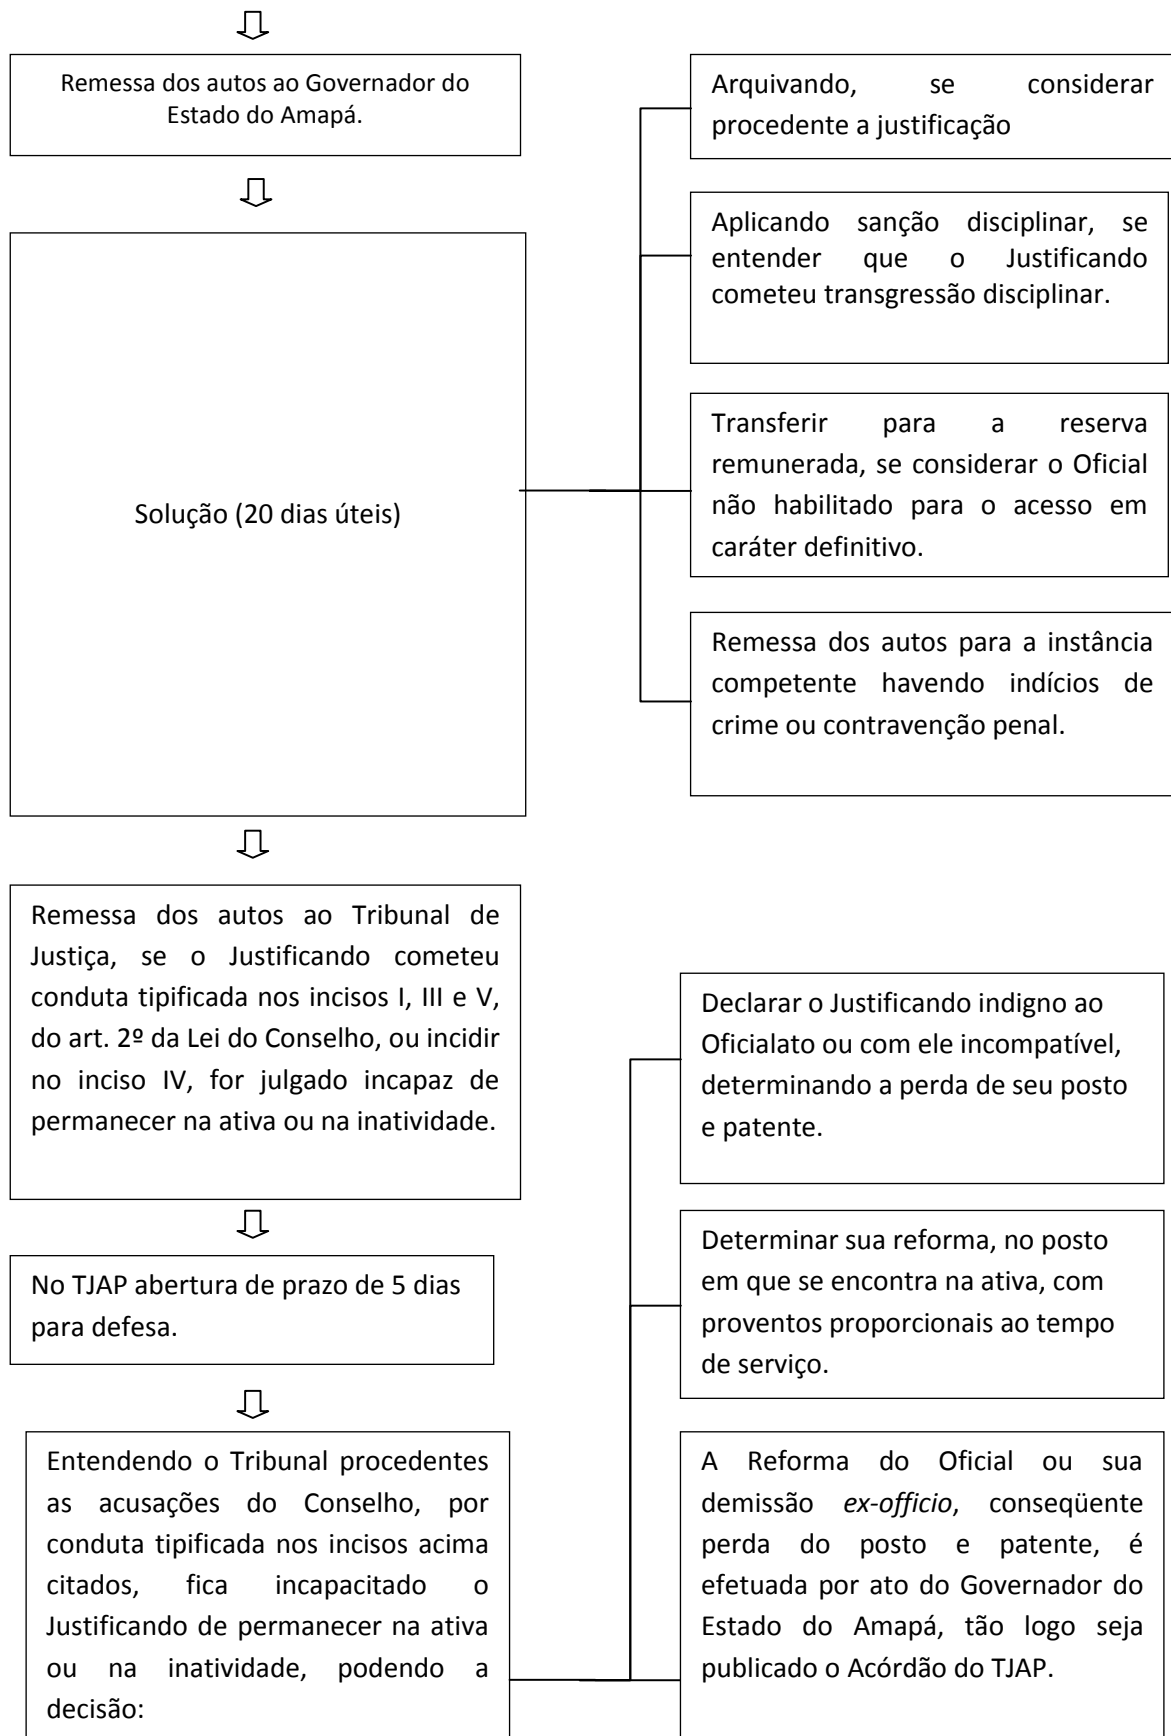 Remessa dos autos ao Governador do
Estado do Amapá.
Solução (20 dias úteis)
Arquivando, se considerar
procedente a justificação
Aplicando sanção disciplinar, se
entender que o Justificando
cometeu transgressão disciplinar.
Transferir para a reserva
remunerada, se considerar o Oficial
não habilitado para o acesso em
caráter definitivo.
Remessa dos autos para a instância
competente havendo indícios de
crime ou contravenção penal.
Remessa dos autos ao Tribunal de
Justiça, se o Justificando cometeu
conduta tipificada nos incisos I, III e V,
do art. 2º da Lei do Conselho, ou incidir
no inciso IV, for julgado incapaz de
permanecer na ativa ou na inatividade.
No TJAP abertura de prazo de 5 dias
para defesa.
Entendendo o Tribunal procedentes
as acusações do Conselho, por
conduta tipificada nos incisos acima
citados, fica incapacitado o
Justificando de permanecer na ativa
ou na inatividade, podendo a
decisão:
Declarar o Justificando indigno ao
Oficialato ou com ele incompatível,
determinando a perda de seu posto
e patente.
Determinar sua reforma, no posto
em que se encontra na ativa, com
proventos proporcionais ao tempo
de serviço.
A Reforma do Oficial ou sua
demissão ex-officio, conseqüente
perda do posto e patente, é
efetuada por ato do Governador do
Estado do Amapá, tão logo seja
publicado o Acórdão do TJAP.